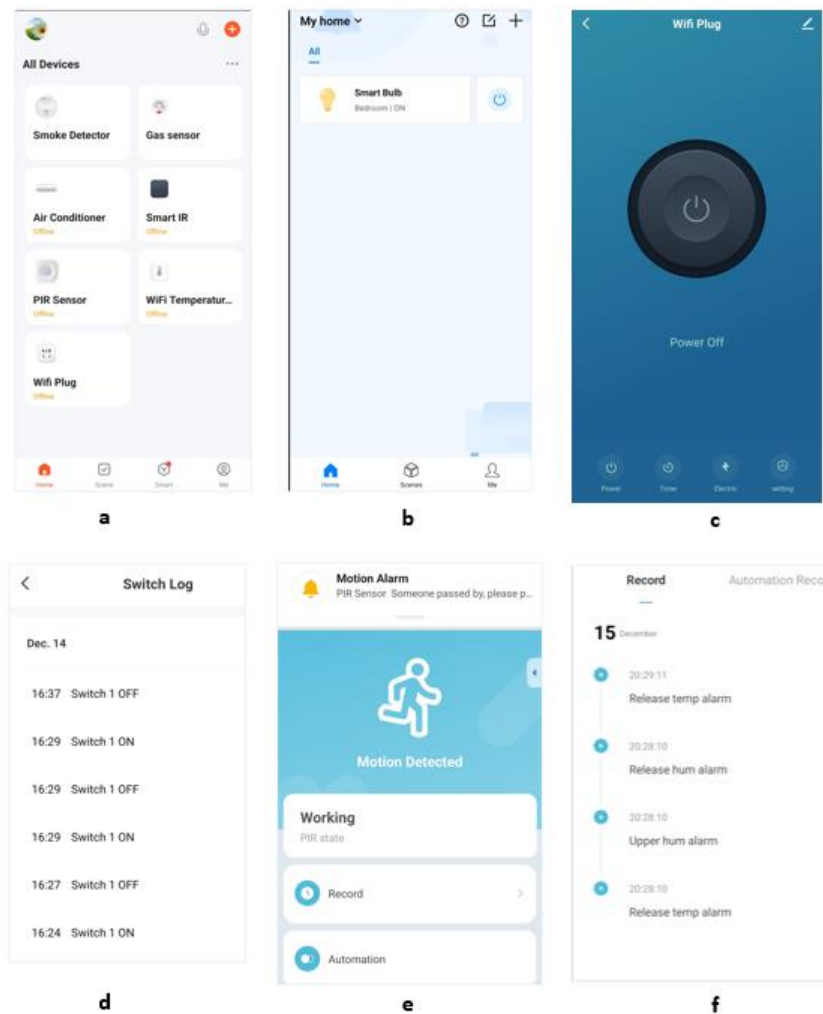 All Devices
Smoke Detector
Gas sensor
Air Conditioner
Offline
Smart IR
Offline
PIR Sensor
Offline
WiFi Temperatur...
Offline
Wifi Plug
Offline
Home
Scene
Smart
Me
a
My home
All
Smart Bulb
Bedroom | ON
Home
Scenes
Me
b
Wifi Plug
Power Off
Power
Timer
Electric
setting
c
Switch Log
Dec. 14
16:37 Switch 1 OFF
16:29 Switch 1 ON
16:29 Switch 1 OFF
16:29 Switch 1 ON
16:27 Switch 1 OFF
16:24 Switch 1 ON
d
Motion Alarm
PIR Sensor Someone passed by, please p...
Motion Detected
Working
PIR state
Record
Automation
e
Record
Automation Reco
15 December
20:29:11
Release temp alarm
20:28:10
Release hum alarm
20:28:10
Upper hum alarm
20:28:10
Release temp alarm
f